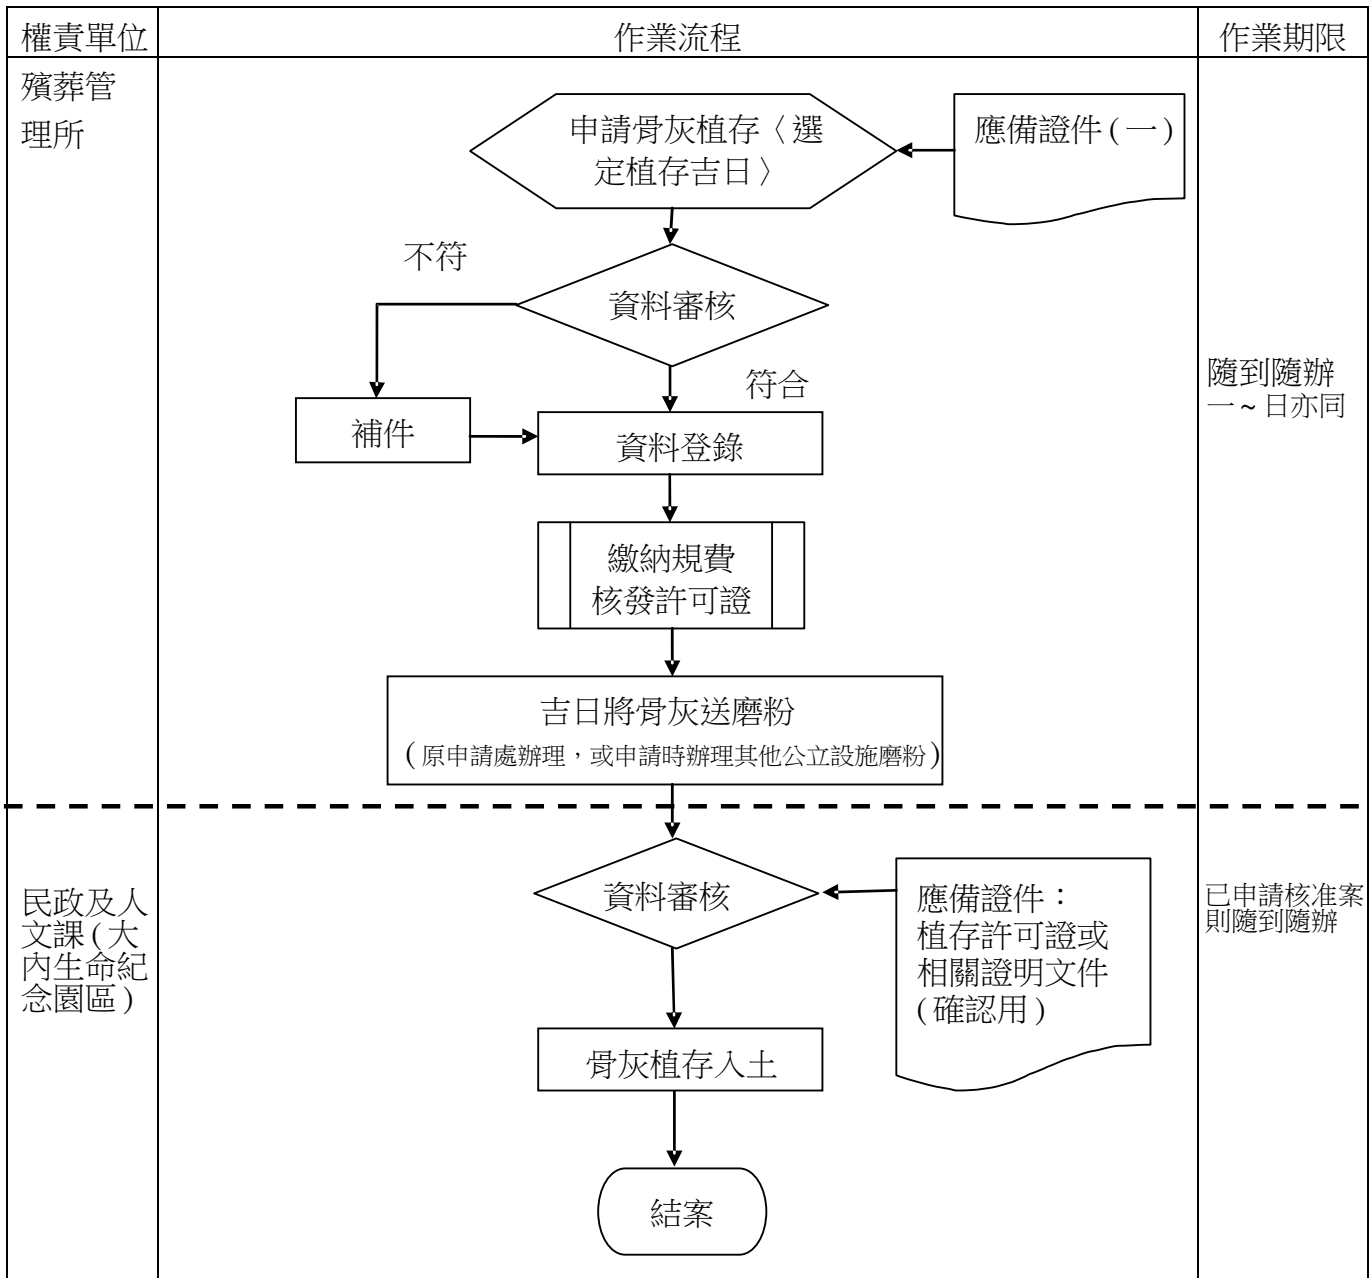 權責單位
作業流程
作業期限
殯葬管
理所
申請骨灰植存〈選
定植存吉日〉
應備證件(一)
不符
資料審核
符合
隨到隨辦
一~日亦同
補件
資料登錄
繳納規費
核發許可證
吉日將骨灰送磨粉
(原申請處辦理，或申請時辦理其他公立設施磨粉)
民政及人
文課(大
內生命紀
念園區)
資料審核
應備證件：
植存許可證或
相關證明文件
(確認用)
已申請核准案
則隨到隨辦
骨灰植存入土
結案